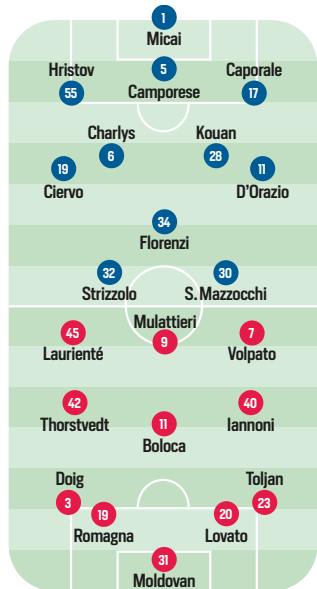 1
Micai
Hristov
5
Caporale
55
Camporese
17
Charlys
Kouan
6
28
19
11
Ciervo
D'Orazio
34
Florenzi
32
30
Strizzolo
S. Mazzocchi
Mulattieri
45
9
7
Laurienté
Volpato
42
40
Thorstvedt
11
Iannoni
Boloca
Doig
Toljan
3
19
20
23
Romagna
Lovato
31
Moldovan